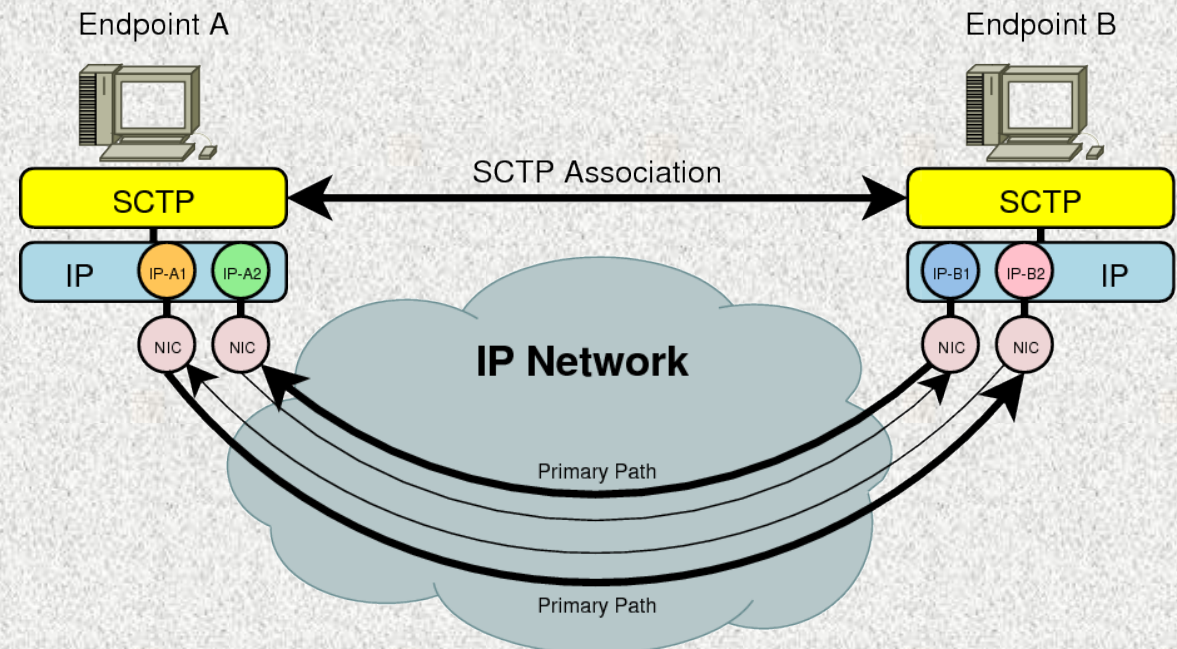 Endpoint A
Endpoint B
SCTP Association
SCTP
SCTP
IP
IP-A1
IP-A2
IP-B1
IP-B2
IP
NIC
NIC
NIC
NIC
IP Network
Primary Path
Primary Path